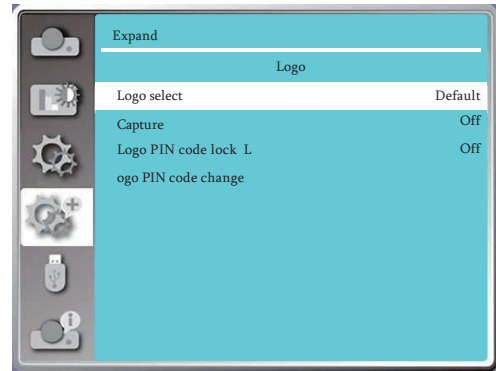 Expand
Logo
Logo select Default
Capture Off
Logo PIN code lock L Off
ogo PIN code change